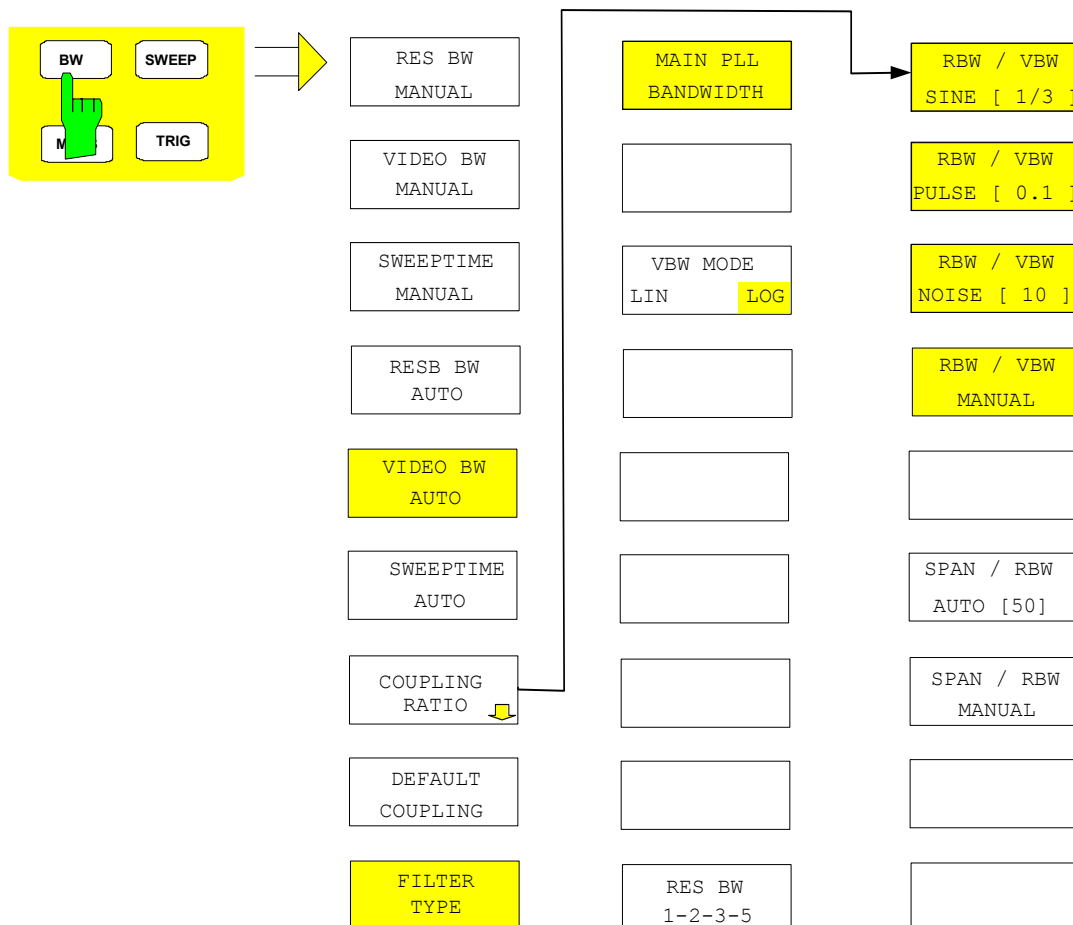 BW
SWEEP
TRIG
RES BW
MANUAL
VIDEO BW
MANUAL
SWEEPTIME
MANUAL
RESB BW
AUTO
VIDEO BW
AUTO
SWEEPTIME
AUTO
COUPLING
RATIO
DEFAULT
COUPLING
FILTER
TYPE
MAIN PLL
BANDWIDTH
VBW MODE
LIN LOG
RES BW
1-2-3-5
RBW / VBW
SINE [ 1/3 ]
RBW / VBW
PULSE [ 0.1 ]
RBW / VBW
NOISE [ 10 ]
RBW / VBW
MANUAL
SPAN / RBW
AUTO [50]
SPAN / RBW
MANUAL